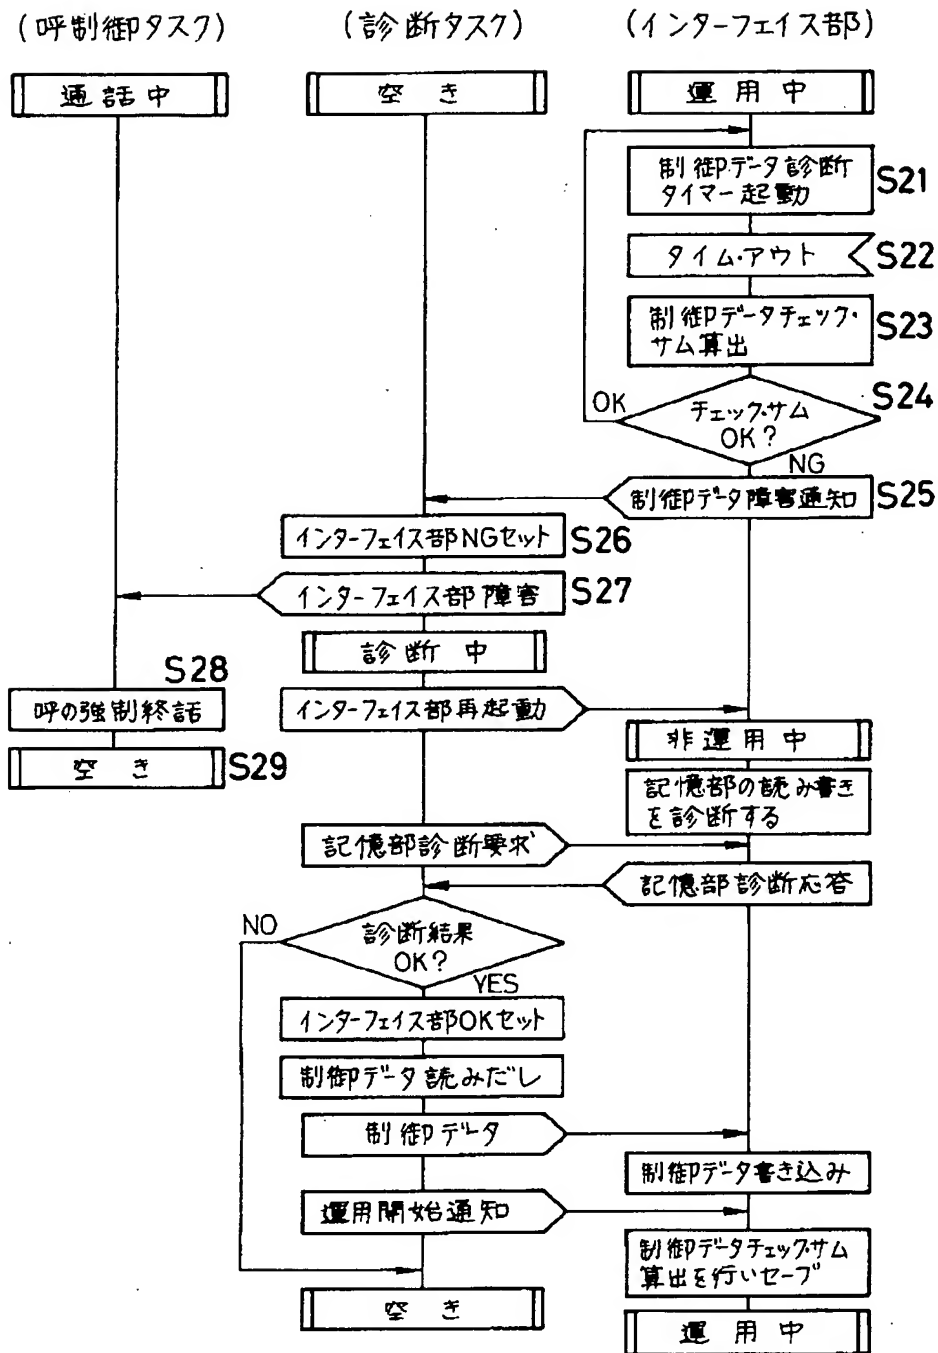 (呼制御タスク)
(診断タスク)
(インターフェイス部)
通話中
空き
運用中
制御データ診断
タイマー起動
S21
タイム・アウト
S22
制御データチェック・
サム算出
S23
S24
OK
チェック・サム
OK?
NG
制御データ障害通知
S25
インターフェイス部NGセット
S26
インターフェイス部障害
S27
診断中
S28
呼の強制終話
インターフェイス部再起動
空き
S29
非運用中
記憶部の読み書き
を診断する
記憶部診断要求
記憶部診断応答
NO
診断結果
OK?
YES
インターフェイス部OKセット
制御データ読みだし
制御データ
制御データ書き込み
運用開始通知
制御データチェックサム
算出を行いセーブ
空き
運用中